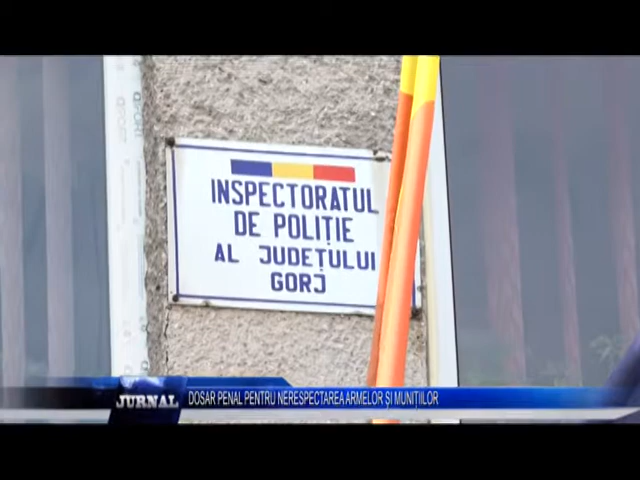 INSPECTORATUL
DE POLIȚIE
AL JUDEȚULUI
GORJ
JURNAL
DOSAR PENAL PENTRU NERESPECTAREA ARMELOR ȘI MUNIȚIILOR